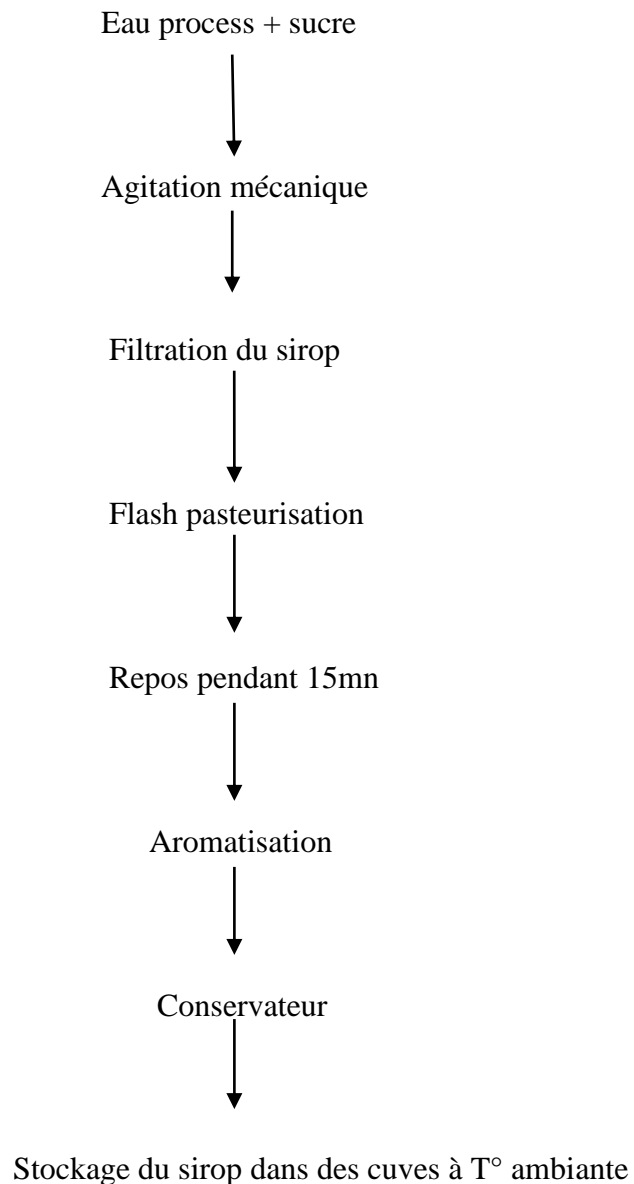 Eau process + sucre
Agitation mécanique
Filtration du sirop
Flash pasteurisation
Repos pendant 15mn
Aromatisation
Conservateur
Stockage du sirop dans des cuves à T° ambiante